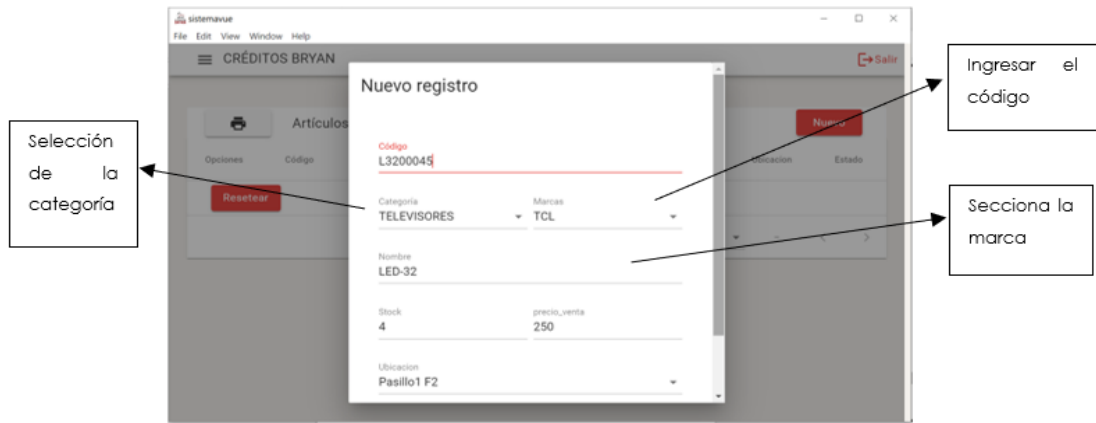 sistemavue
File Edit View Window Help
CRÉDITOS BRYAN
Salir
Nuevo registro
Artículos
Nuevo
Opciones Código
Ubicacion Estado
Resetear
Código
L3200045
Categoría Marcas
TELEVISORES TCL
Nombre
LED-32
Stock precio_venta
4 250
Ubicacion
Pasillo1 F2
Selección
de la
categoría
Ingresar el
código
Secciona la
marca